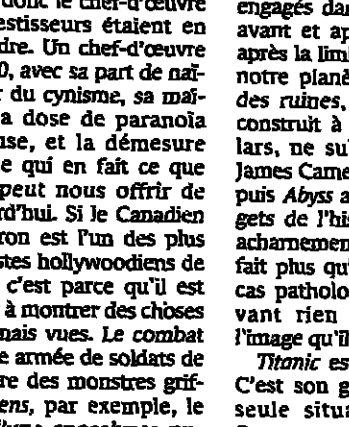 donc le chef-d'œuvre
estisseurs étaient en
dre. Un chef-d'œuvre
0, avec sa part de naï-
r du cynisme, sa maî-
a dose de paranoïa
nse, et la démesure
e qui en fait ce que
peut nous offrir de
rd'hui. Si le Canadien
ron est l'un des plus
stes hollywoodiens de
c'est parce qu'il est
à montrer des choses
mais vues. Le combat
e armée de soldats de
re des monstres grif-
ens, par exemple, le
engagés dan
avant et ap
après la lim
notre planè
des ruines,
construit à
lars, ne su
James Came
puis Abyss a
gets de l'his
acharnemen
fait plus qu'
cas patholo
vant rien
l'image qu'il
Titanic es
C'est son g
seule situa